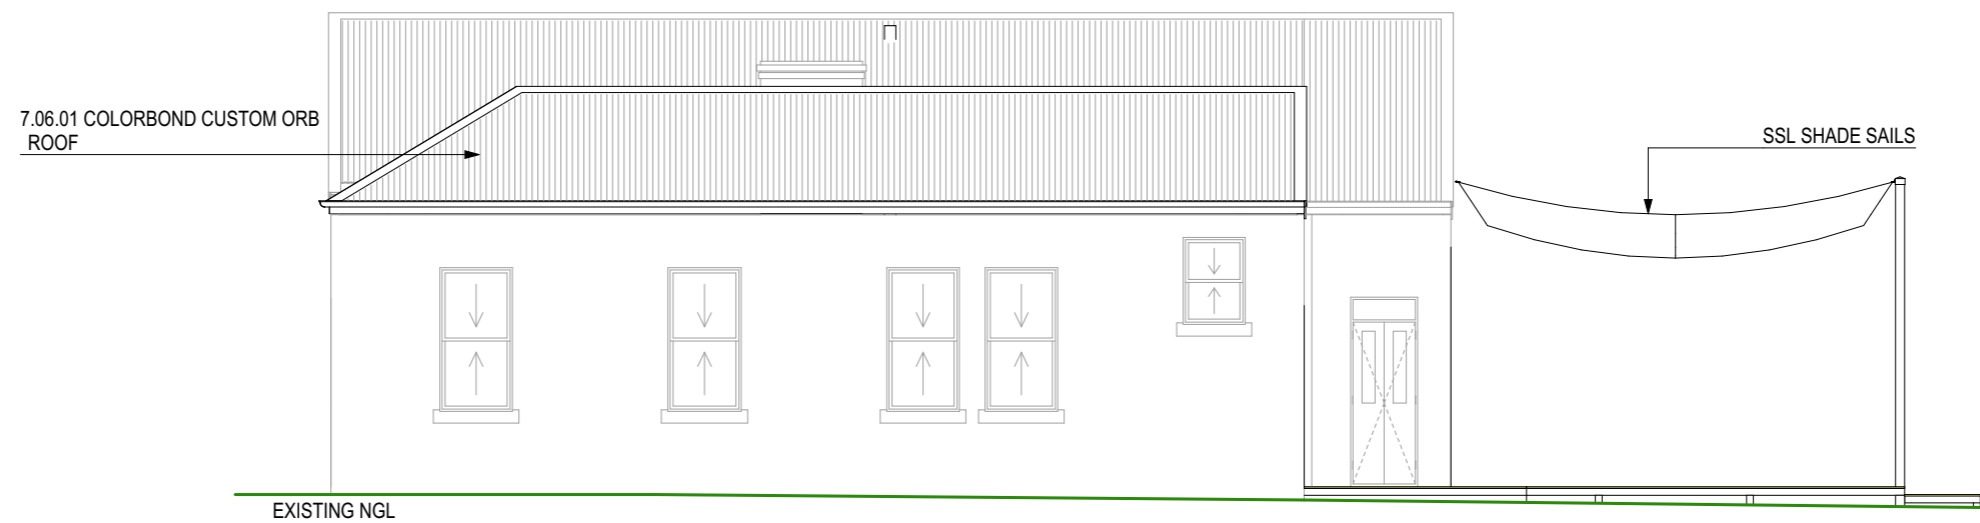 7.06.01 COLORBOND CUSTOM ORB
ROOF
SSL SHADE SAILS
EXISTING NGL